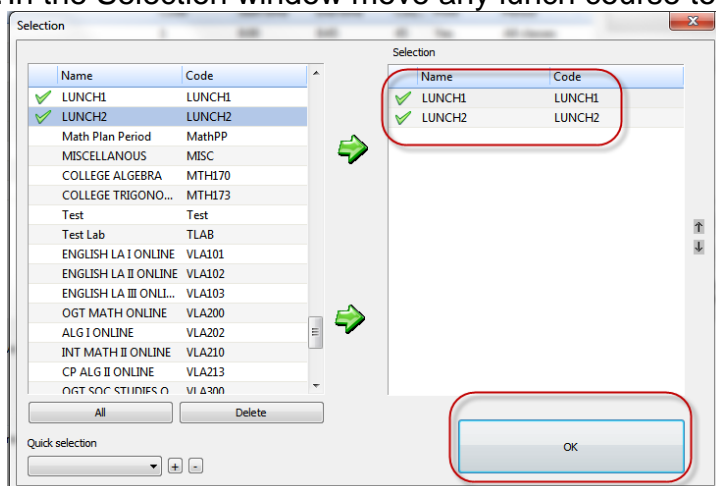 in the Selection window move any lunch course to
Selection
Selection
Name Code
LUNCH1 LUNCH1
LUNCH2 LUNCH2
Math Plan Period MathPP
MISCELLANOUS MISC
COLLEGE ALGEBRA MTH170
COLLEGE TRIGONO... MTH173
Test Test
Test Lab TLAB
ENGLISH LA I ONLINE VLA101
ENGLISH LA II ONLINE VLA102
ENGLISH LA III ONLI... VLA103
OGT MATH ONLINE VLA200
ALG I ONLINE VLA202
INT MATH II ONLINE VLA210
CP ALG II ONLINE VLA213
OGT SOC STUDIES O VLA300
Name Code
LUNCH1 LUNCH1
LUNCH2 LUNCH2
All Delete
Quick selection
+ -
OK